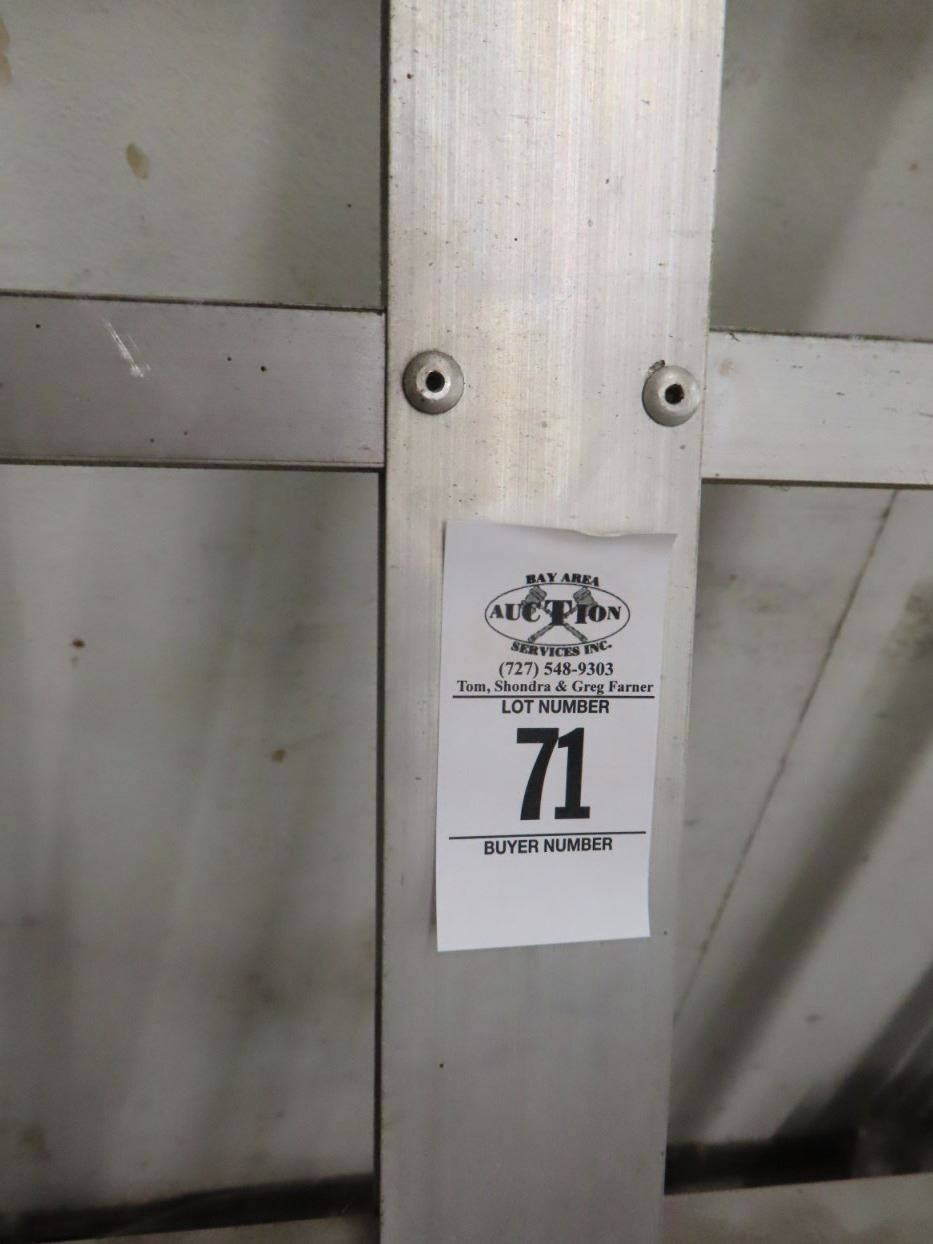 BAY AREA
AUCTION
SERVICES INC.
(727) 548-9303
Tom, Shondra & Greg Farner
LOT NUMBER
71
BUYER NUMBER